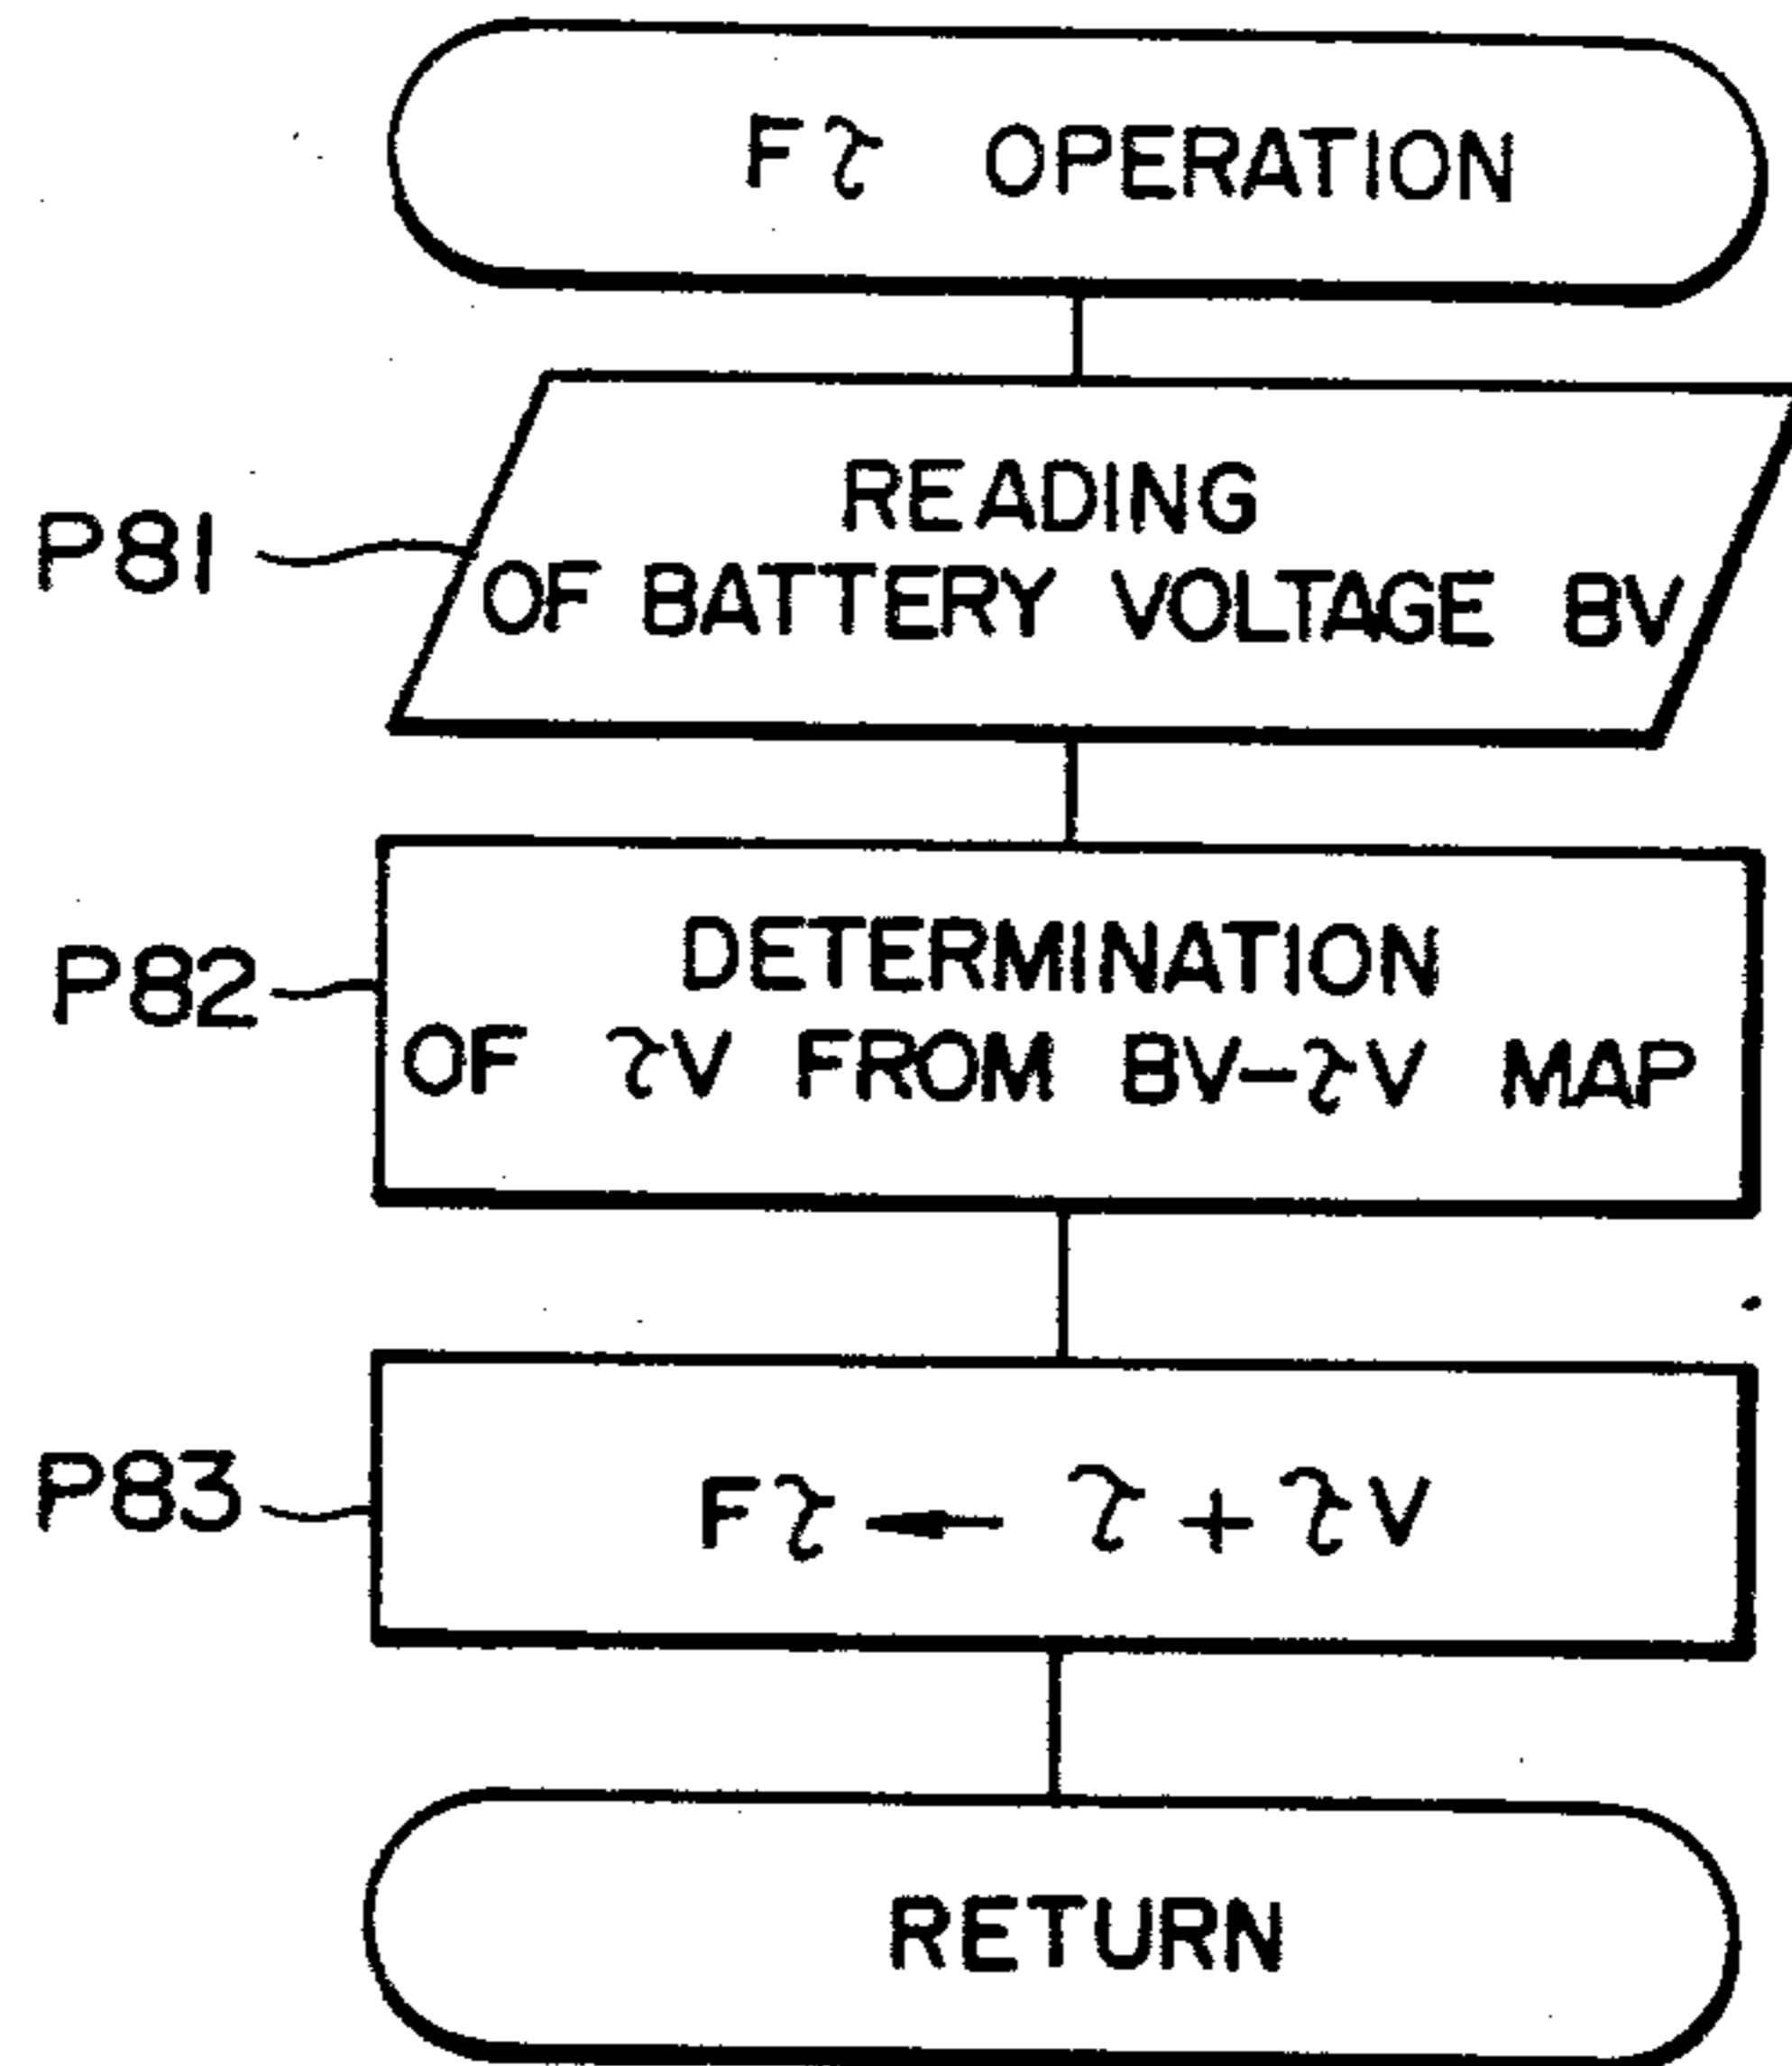 Fτ OPERATION
P81
READING
OF BATTERY VOLTAGE BV
P82
DETERMINATION
OF τV FROM BV-τV MAP
P83
Fτ ← τ + τV
RETURN